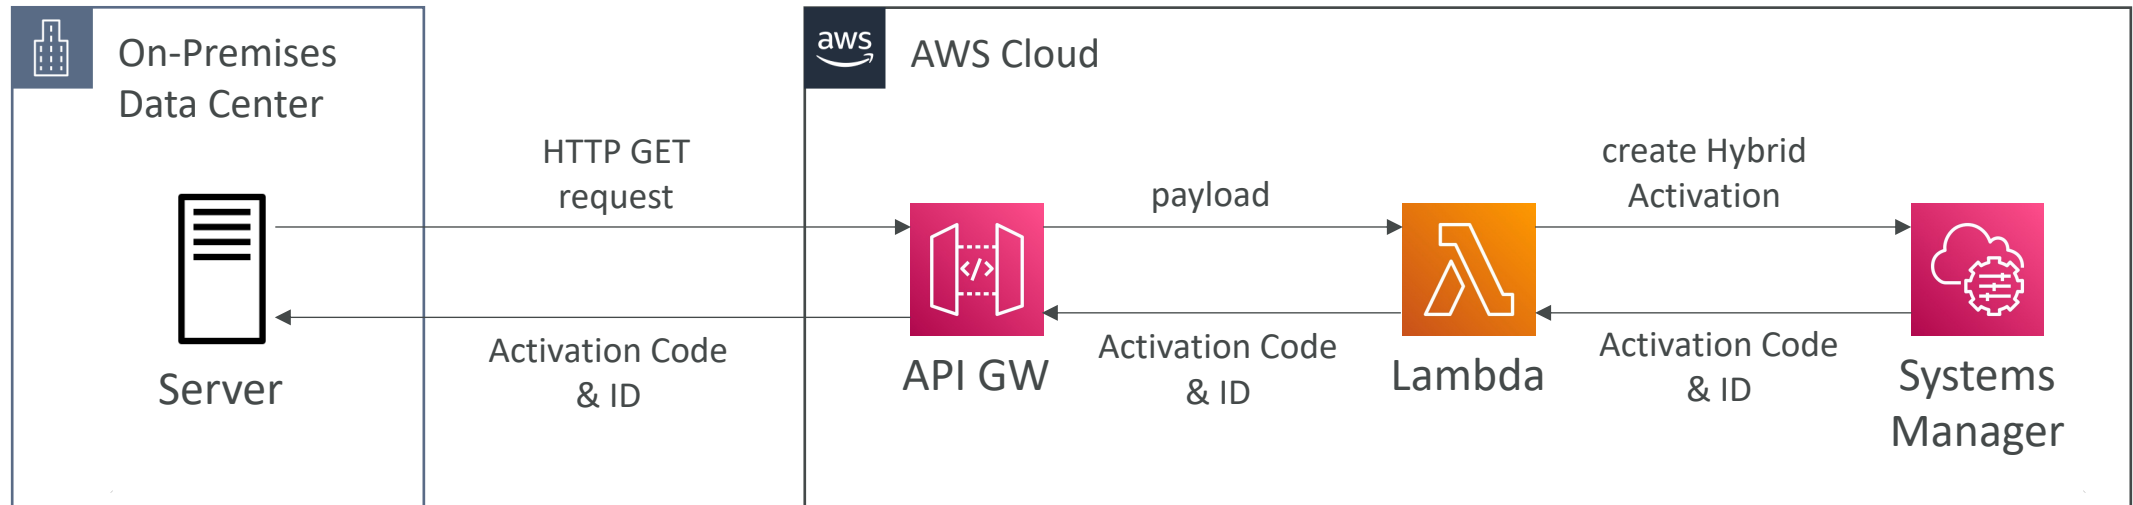 On-Premises
Data Center
aws
AWS Cloud
HTTP GET
request
payload
create Hybrid
Activation
</>
Activation Code
& ID
Activation Code
& ID
Activation Code
& ID
Server
API GW
Lambda
Systems
Manager